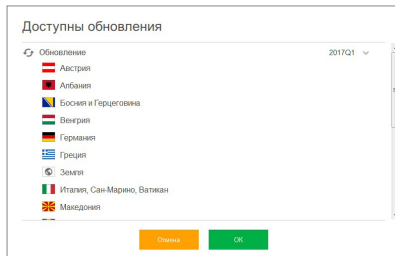 Доступны обновления
Обновление 2017Q1
Австрия
Албания
Босния и Герцеговина
Венгрия
Германия
Греция
Земля
Италия, Сан-Марино, Ватикан
Македония
Отмена OK